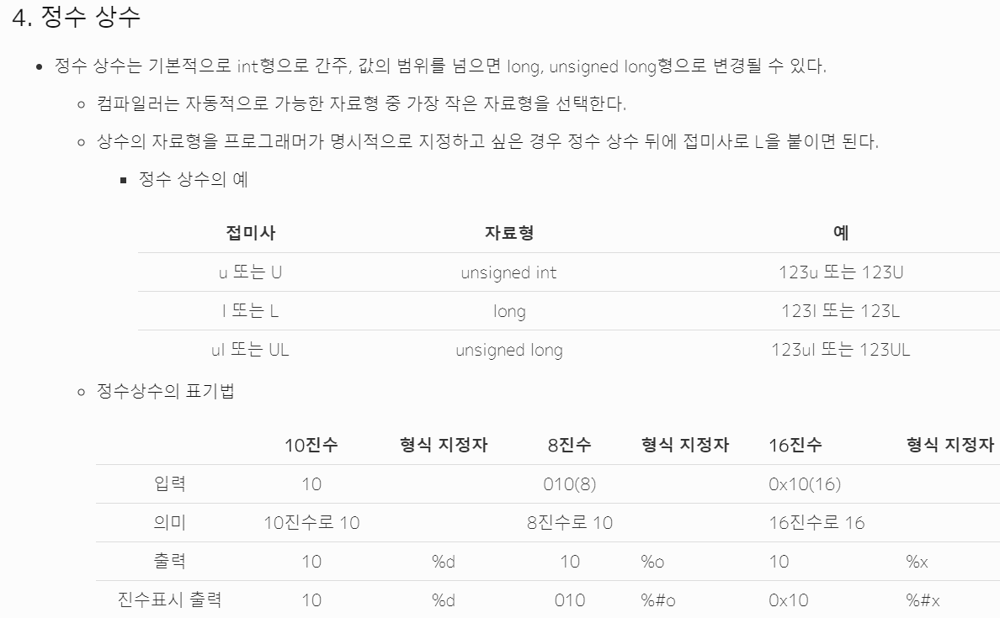 4. 정수 상수
정수 상수는 기본적으로 int형으로 간주, 값의 범위를 넘으면 long, unsigned long형으로 변경될 수 있다.
컴파일러는 자동적으로 가능한 자료형 중 가장 작은 자료형을 선택한다.
상수의 자료형을 프로그래머가 명시적으로 지정하고 싶은 경우 정수 상수 뒤에 접미사로 L을 붙이면 된다.
정수 상수의 예
접미사 자료형 예
u 또는 U unsigned int 123u 또는 123U
l 또는 L long 123l 또는 123L
ul 또는 UL unsigned long 123ul 또는 123UL
정수상수의 표기법
10진수 형식 지정자 8진수 형식 지정자 16진수 형식 지정자
입력 10 010(8) 0x10(16)
의미 10진수로 10 8진수로 10 16진수로 16
출력 10 %d 10 %o 10 %x
진수표시 출력 10 %d 010 %#o 0x10 %#x